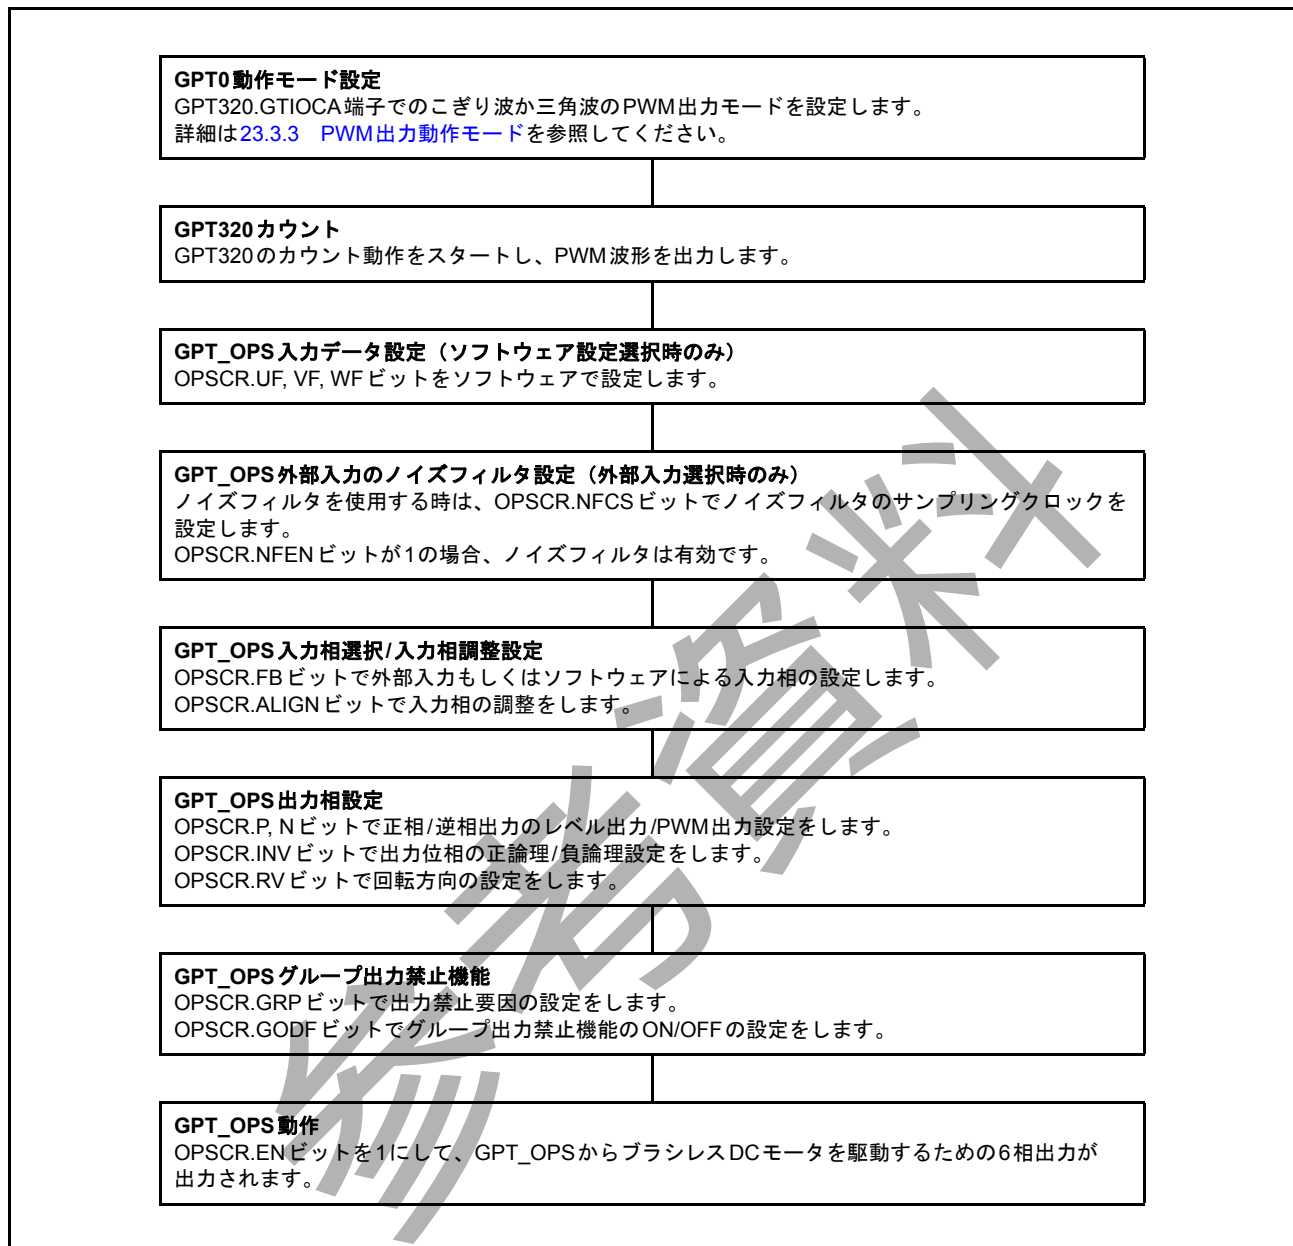 GPT0動作モード設定
GPT320.GTIOCA端子でのこぎり波か三角波のPWM出力モードを設定します。
詳細は23.3.3　PWM出力動作モードを参照してください。
GPT320カウント
GPT320のカウント動作をスタートし、PWM波形を出力します。
GPT_OPS入力データ設定（ソフトウェア設定選択時のみ）
OPSCR.UF, VF, WFビットをソフトウェアで設定します。
GPT_OPS外部入力のノイズフィルタ設定（外部入力選択時のみ）
ノイズフィルタを使用する時は、OPSCR.NFCSビットでノイズフィルタのサンプリングクロックを
設定します。
OPSCR.NFENビットが1の場合、ノイズフィルタは有効です。
GPT_OPS入力相選択/入力相調整設定
OPSCR.FBビットで外部入力もしくはソフトウェアによる入力相の設定します。
OPSCR.ALIGNビットで入力相の調整をします。
GPT_OPS出力相設定
OPSCR.P, Nビットで正相/逆相出力のレベル出力/PWM出力設定をします。
OPSCR.INVビットで出力位相の正論理/負論理設定をします。
OPSCR.RVビットで回転方向の設定をします。
GPT_OPSグループ出力禁止機能
OPSCR.GRPビットで出力禁止要因の設定をします。
OPSCR.GODFビットでグループ出力禁止機能のON/OFFの設定をします。
GPT_OPS動作
OPSCR.ENビットを1にして、GPT_OPSからブラシレスDCモータを駆動するための6相出力が
出力されます。
参考資料